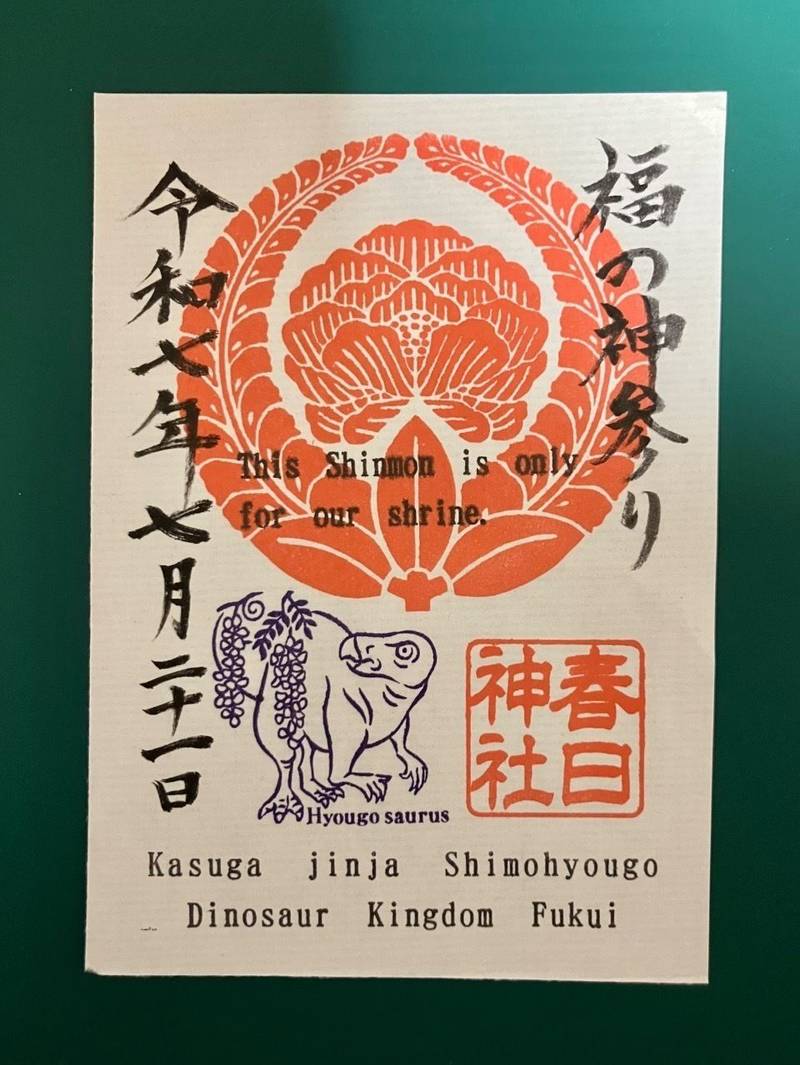 福の神参り
令和七年七月二十一日
This Shinmon is only
for our shrine.
Hyougo saurus
春日
神社
Kasuga jinja Shimohyougo
Dinosaur Kingdom Fukui